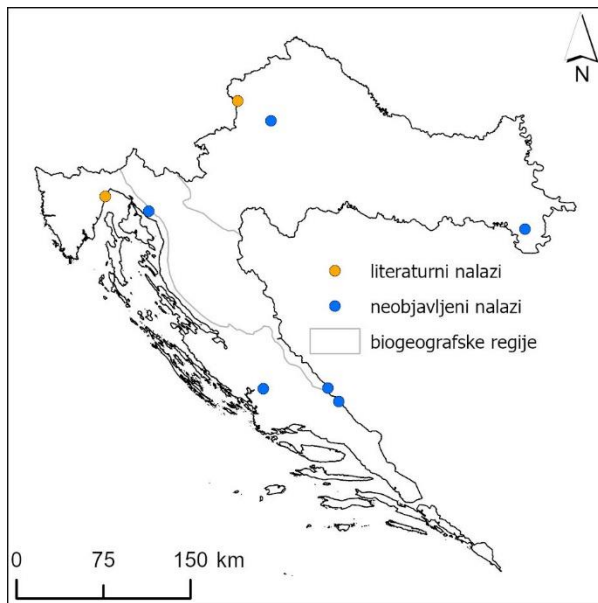 N
literaturni nalazi
neobjavljeni nalazi
biogeografske regije
0 75 150 km